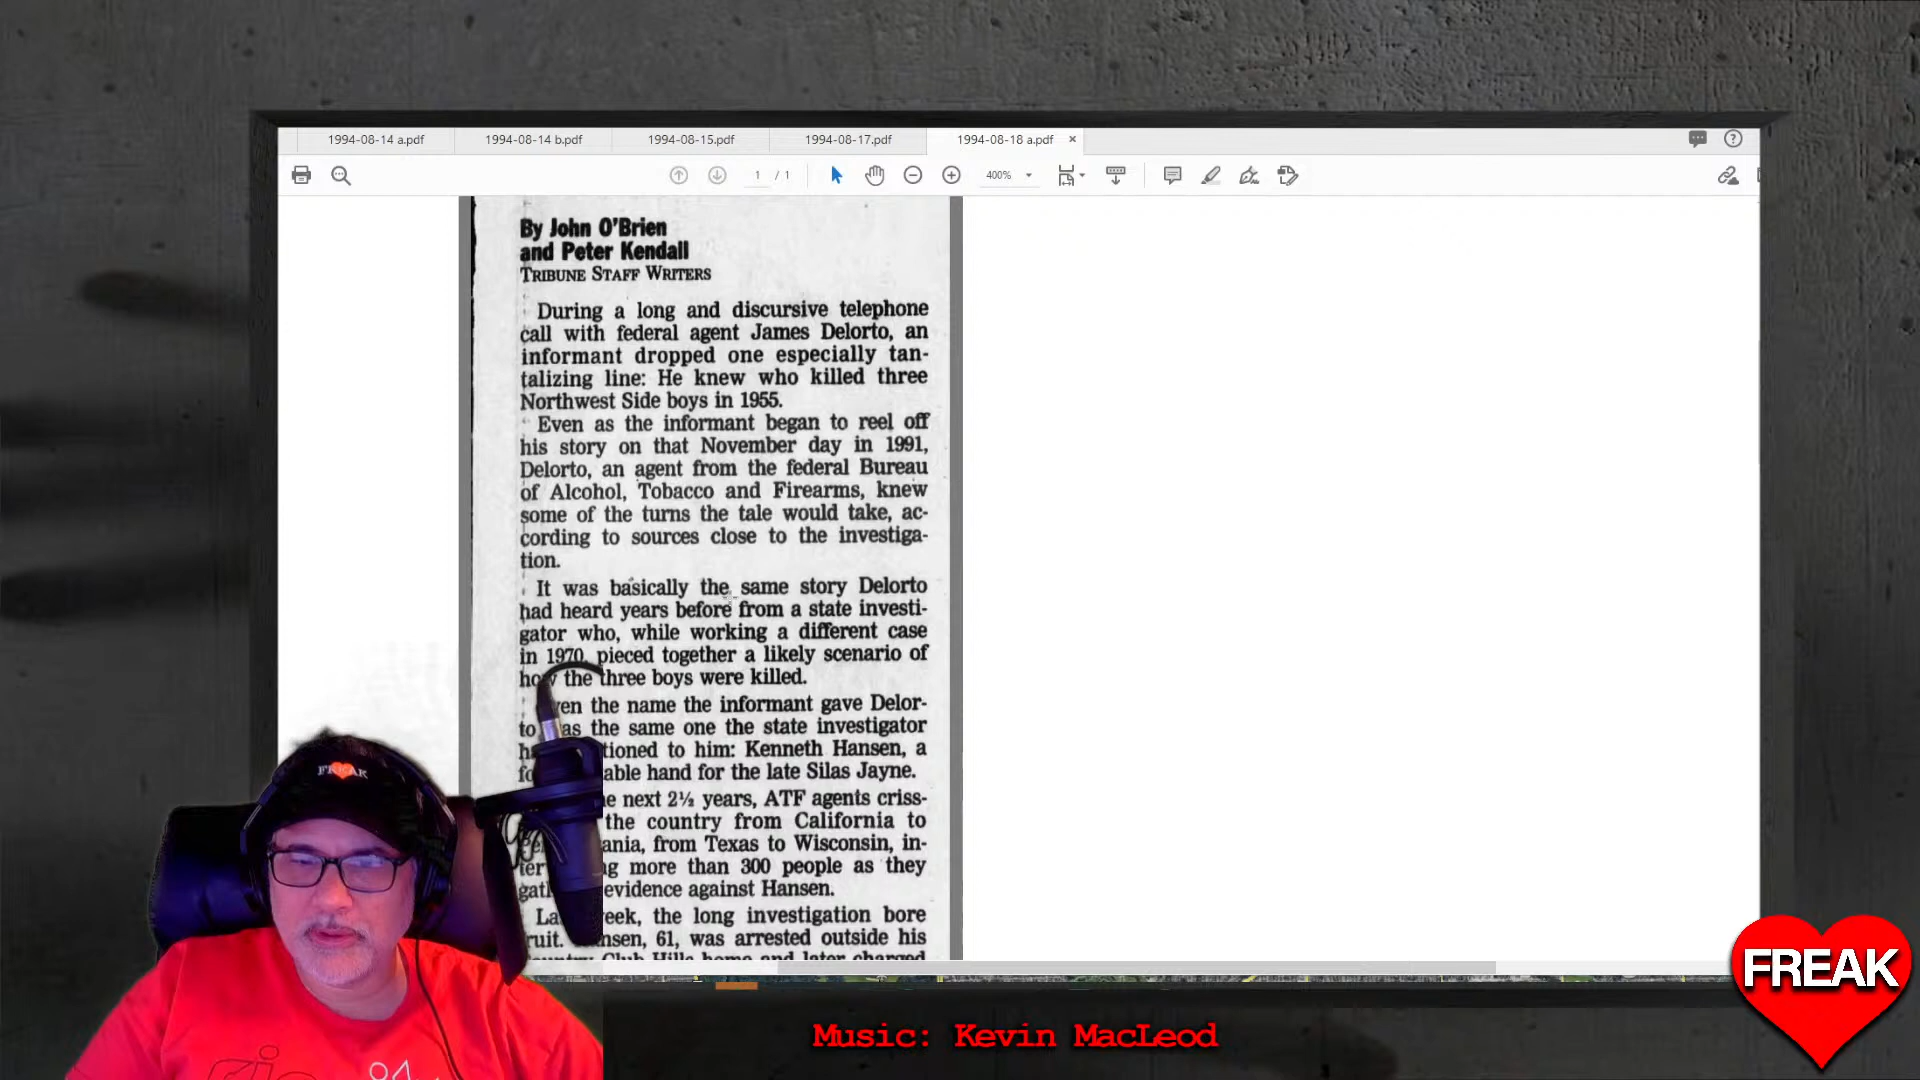 1994-08-14 a.pdf
1994-08-14 b.pdf
1994-08-15.pdf
1994-08-17.pdf
1994-08-18 a.pdf
1 / 1
400%
By John O'Brien
and Peter Kendall
TRIBUNE STAFF WRITERS
During a long and discursive telephone
call with federal agent James Delorto, an
informant dropped one especially tan-
talizing line: He knew who killed three
Northwest Side boys in 1955.
Even as the informant began to reel off
his story on that November day in 1991,
Delorto, an agent from the federal Bureau
of Alcohol, Tobacco and Firearms, knew
some of the turns the tale would take, ac-
cording to sources close to the investiga-
tion.
It was basically the same story Delorto
had heard years before from a state investi-
gator who, while working a different case
in 1970, pieced together a likely scenario of
how the three boys were killed.
the name the informant gave Delor-
to as the same one the state investigator
tioned to him: Kenneth Hansen, a
able hand for the late Silas Jayne.
next 2½ years, ATF agents criss-
the country from California to
ania, from Texas to Wisconsin, in-
more than 300 people as they
evidence against Hansen.
the long investigation bore
61, was arrested outside his
Club Hills home and later charged
FREAK
FREAK
Music: Kevin MacLeod